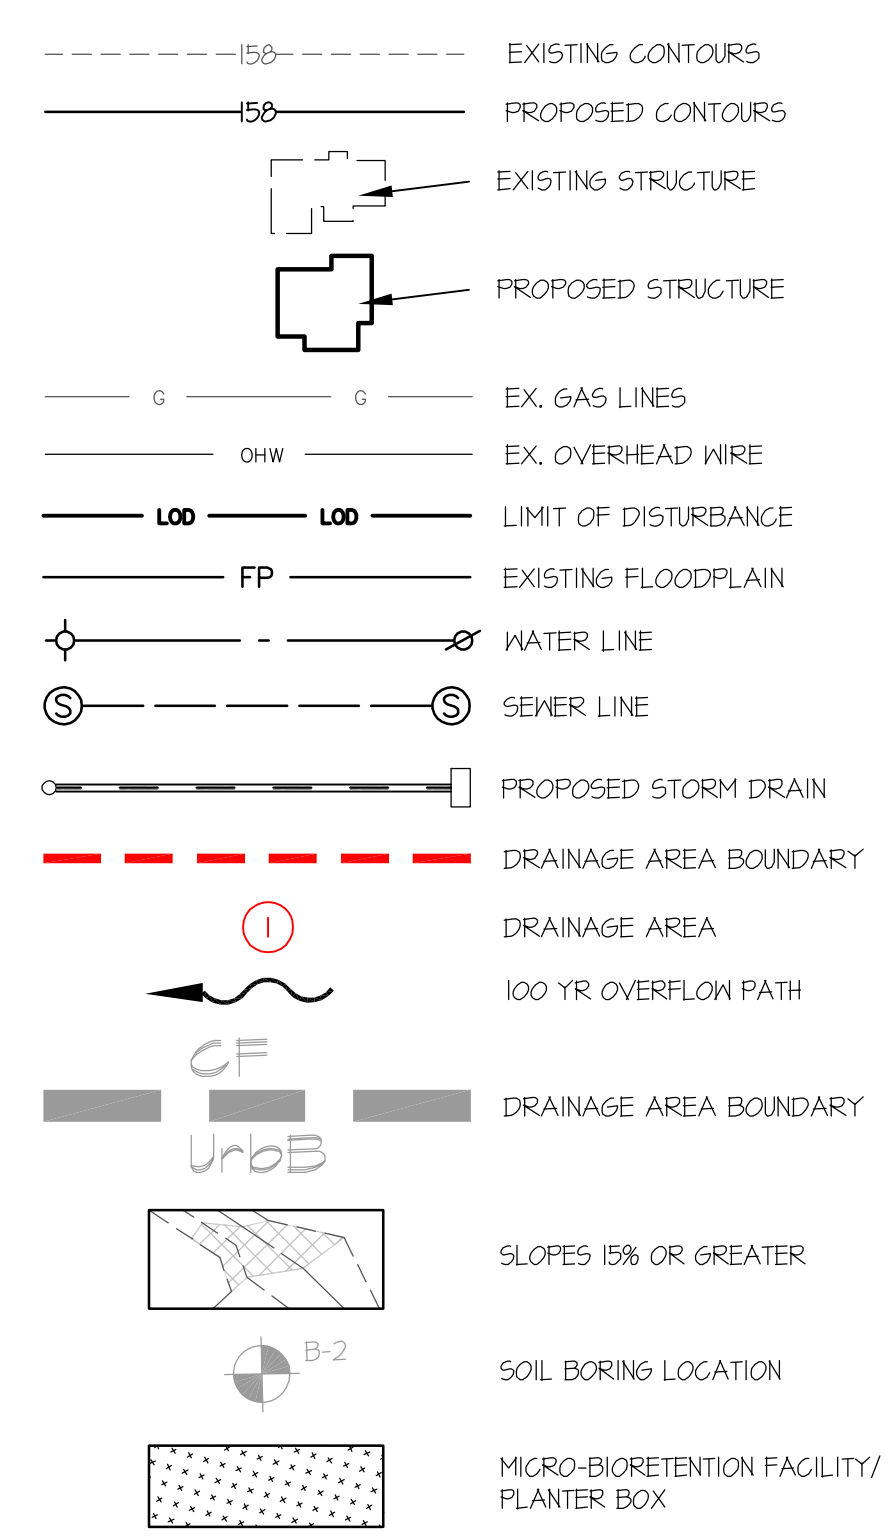 158 EXISTING CONTOURS
158 PROPOSED CONTOURS
EXISTING STRUCTURE
PROPOSED STRUCTURE
G G EX. GAS LINES
OHW EX. OVERHEAD WIRE
LOD LOD LIMIT OF DISTURBANCE
FP EXISTING FLOODPLAIN
WATER LINE
S S SEWER LINE
PROPOSED STORM DRAIN
DRAINAGE AREA BOUNDARY
1 DRAINAGE AREA
100 YR OVERFLOW PATH
CF
DRAINAGE AREA BOUNDARY
UrbB
SLOPES 15% OR GREATER
B-2
SOIL BORING LOCATION
MICRO-BIORETENTION FACILITY/
PLANTER BOX